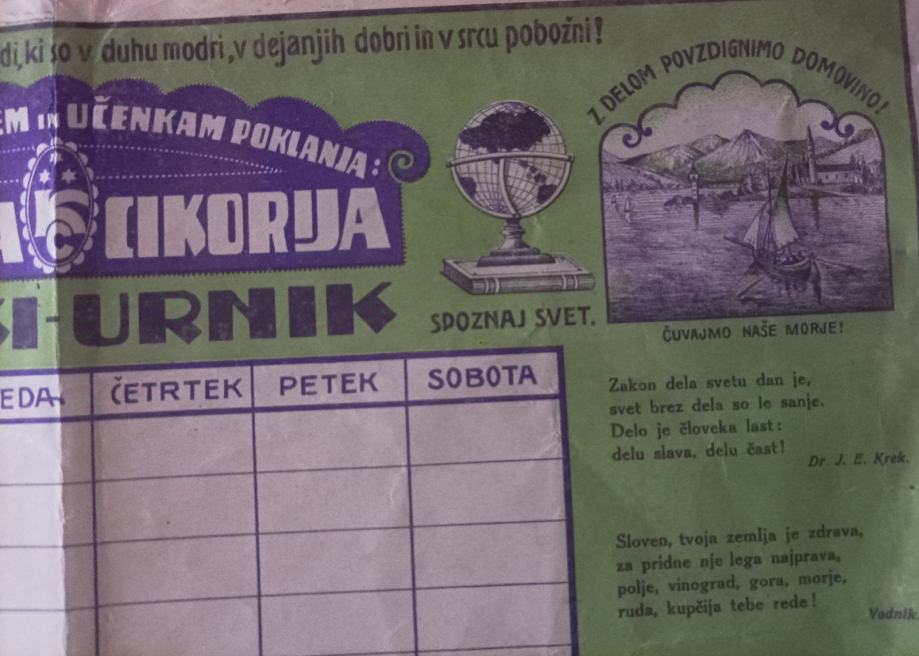 di, ki so v duhu modri, v dejanjih dobri in v srcu pobožni!
EM IN UČENKAM POKLANJA:
A CIKORIJA
KI-URNIK
SPOZNAJ SVET.
Z DELOM POVZDIGNIMO DOMOVINO!
ČUVAJMO NAŠE MORJE!
EDA ČETRTEK PETEK SOBOTA
Zakon dela svetu dan je,
svet brez dela so le sanje.
Delo je človeka last:
delu slava, delu čast!
Dr. J. E. Krek.
Sloven, tvoja zemlja je zdrava,
za pridne nje lega najprava,
polje, vinograd, gora, morje,
ruda, kupčija tebe rede!
Vodnik